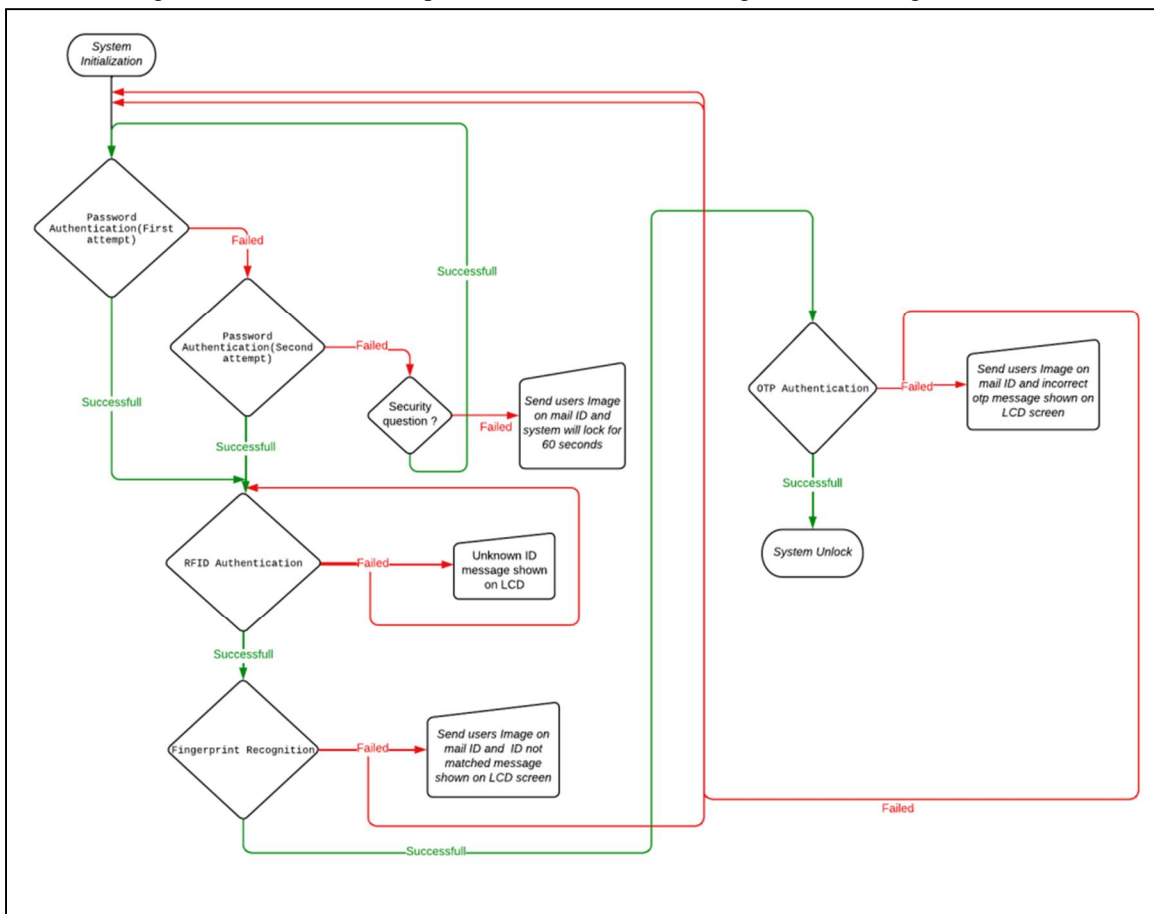 System
Initialization
Password
Authentication(First
attempt)
Failed
Successfull
Password
Authentication(Second
attempt)
Failed
Successfull
Security
question ?
Failed
Send users Image
on mail ID and
system will lock for
60 seconds
Successfull
Successfull
RFID Authentication
Failed
Unknown ID
message shown
on LCD
Successfull
Fingerprint Recognition
Failed
Send users Image on
mail ID and ID not
matched message
shown on LCD screen
Successfull
OTP Authentication
Failed
Send users Image on
mail ID and incorrect
otp message shown on
LCD screen
Successfull
System Unlock
Failed